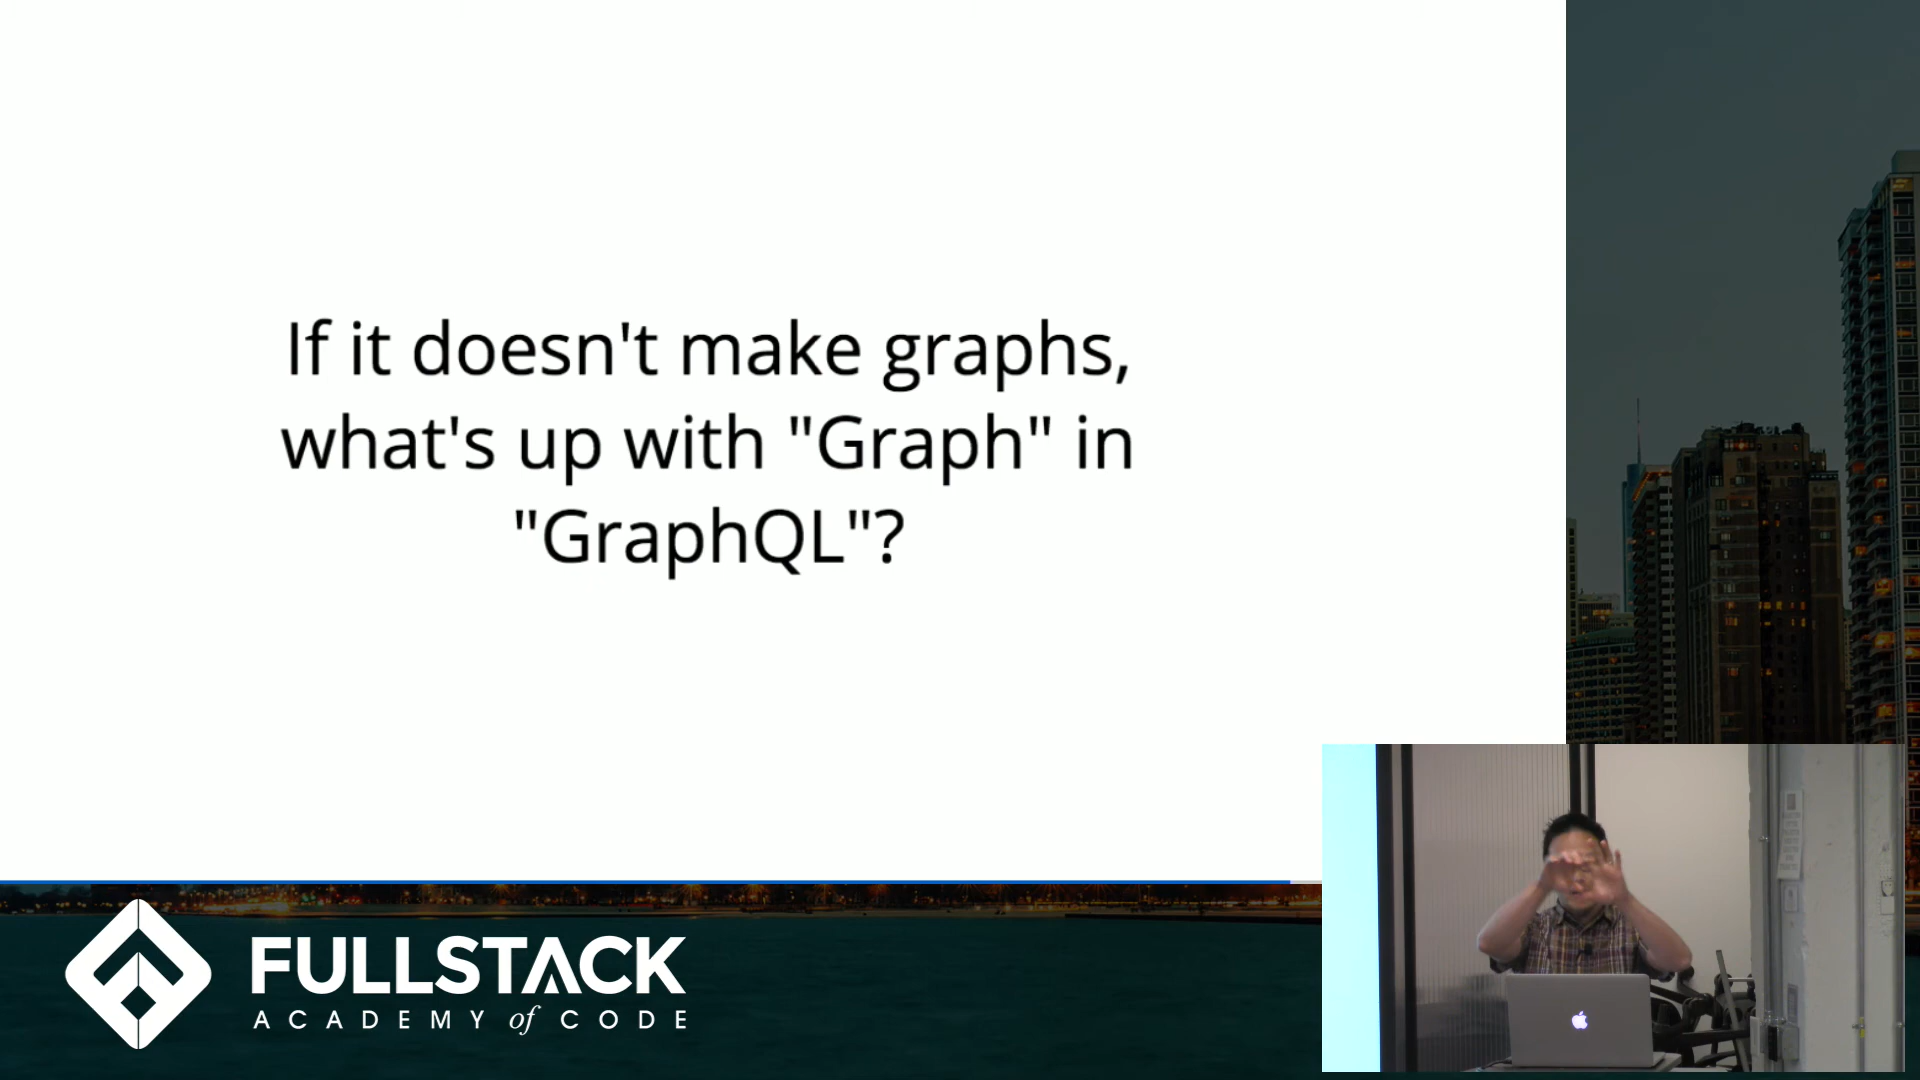 If it doesn't make graphs,
what's up with "Graph" in
"GraphQL"?
FULLSTACK
ACADEMY of CODE